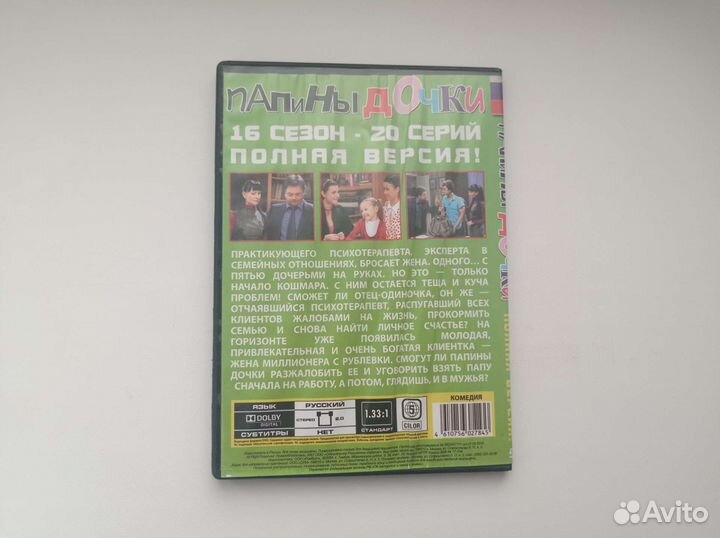 ПАПИНЫ ДОЧКИ
16 СЕЗОН - 20 СЕРИЙ
ПОЛНАЯ ВЕРСИЯ!
ПРАКТИКУЮЩЕГО ПСИХОТЕРАПЕВТА, ЭКСПЕРТА В
СЕМЕЙНЫХ ОТНОШЕНИЯХ, БРОСАЕТ ЖЕНА. ОДНОГО... С
ПЯТЬЮ ДОЧЕРЬМИ НА РУКАХ. НО ЭТО — ТОЛЬКО
НАЧАЛО КОШМАРА. С НИМ ОСТАЕТСЯ ТЕЩА И КУЧА
ПРОБЛЕМ! СМОЖЕТ ЛИ ОТЕЦ-ОДИНОЧКА, ОН ЖЕ —
ОТЧАЯВШИЙСЯ ПСИХОТЕРАПЕВТ, РАСПУГАВШИЙ ВСЕХ
КЛИЕНТОВ ЖАЛОБАМИ НА ЖИЗНЬ, ПРОКОРМИТЬ
СЕМЬЮ И СНОВА НАЙТИ ЛИЧНОЕ СЧАСТЬЕ? НА
ГОРИЗОНТЕ УЖЕ ПОЯВИЛАСЬ МОЛОДАЯ,
ПРИВЛЕКАТЕЛЬНАЯ И ОЧЕНЬ БОГАТАЯ КЛИЕНТКА —
ЖЕНА МИЛЛИОНЕРА С РУБЛЕВКИ. СМОГУТ ЛИ ПАПИНЫ
ДОЧКИ РАЗЖАЛОБИТЬ ЕЕ И УГОВОРИТЬ ВЗЯТЬ ПАПУ
СНАЧАЛА НА РАБОТУ, А ПОТОМ, ГЛЯДИШЬ, И В МУЖЬЯ?
ЯЗЫК РУССКИЙ
DOLBY DIGITAL СТЕРЕО 2.0
СУБТИТРЫ НЕТ
1.33:1
СТАНДАРТ
5
COLOR
КОМЕДИЯ
4 610756 027845
Avito